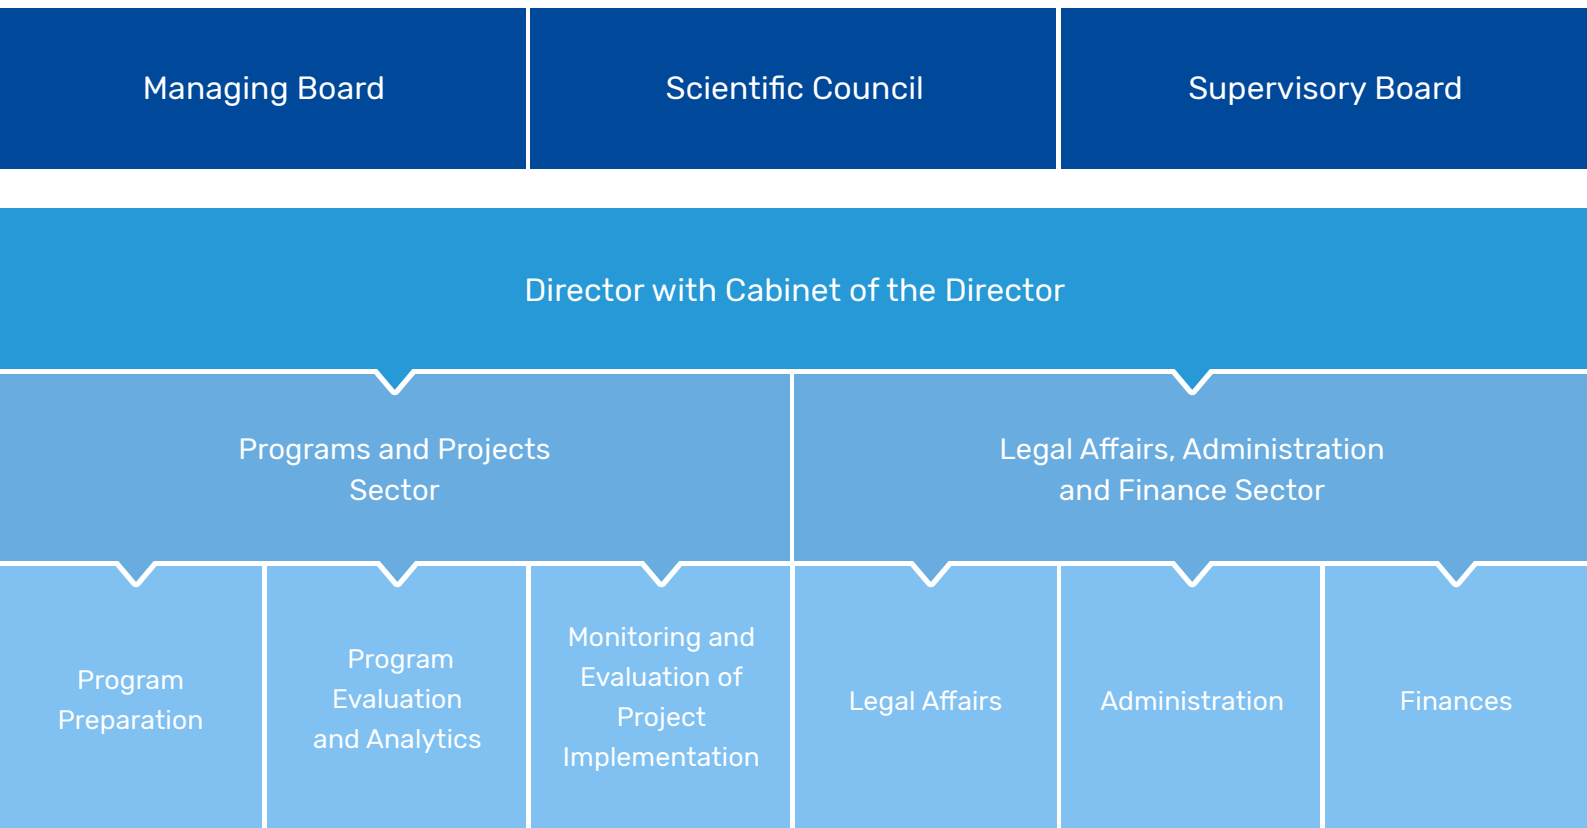 Managing Board
Scientific Council
Supervisory Board
Director with Cabinet of the Director
Programs and Projects
Sector
Legal Affairs, Administration
and Finance Sector
Program
Preparation
Program
Evaluation
and Analytics
Monitoring and
Evaluation of
Project
Implementation
Legal Affairs
Administration
Finances